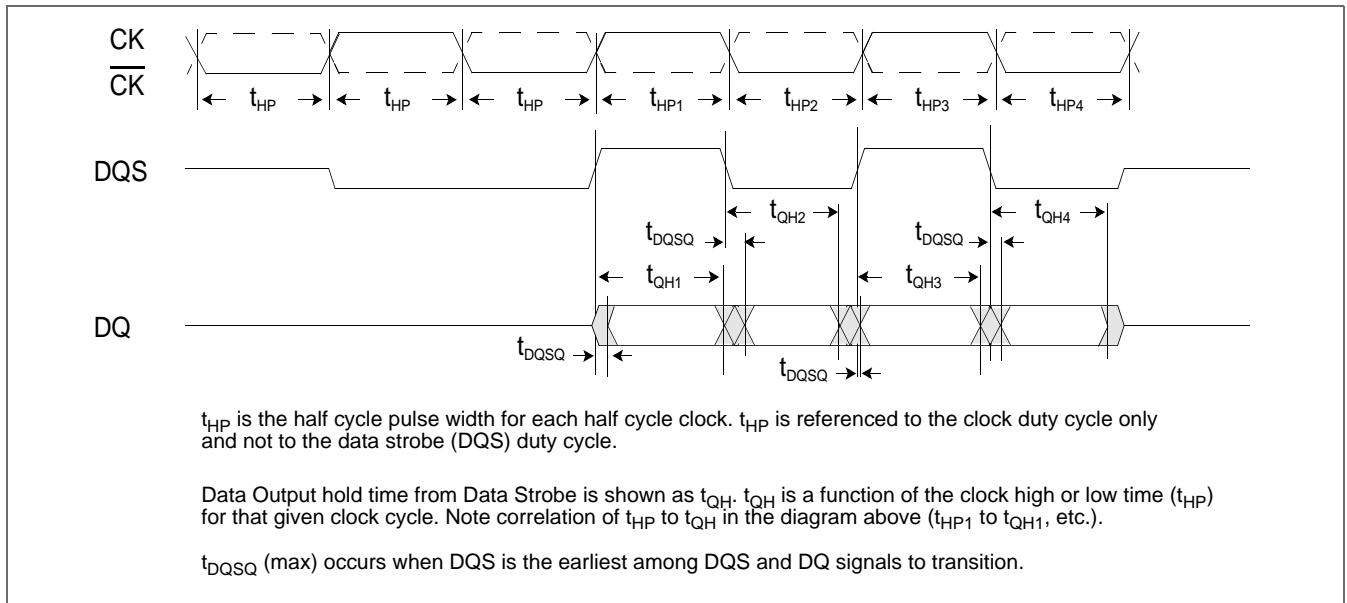 CK
CK
tHP tHP tHP tHP1 tHP2 tHP3 tHP4
DQS
tQH2 tQH4
tDQSQ tDQSQ
tQH1 tQH3
DQ
tDQSQ tDQSQ
tHP is the half cycle pulse width for each half cycle clock. tHP is referenced to the clock duty cycle only
and not to the data strobe (DQS) duty cycle.
Data Output hold time from Data Strobe is shown as tQH. tQH is a function of the clock high or low time (tHP)
for that given clock cycle. Note correlation of tHP to tQH in the diagram above (tHP1 to tQH1, etc.).
tDQSQ (max) occurs when DQS is the earliest among DQS and DQ signals to transition.